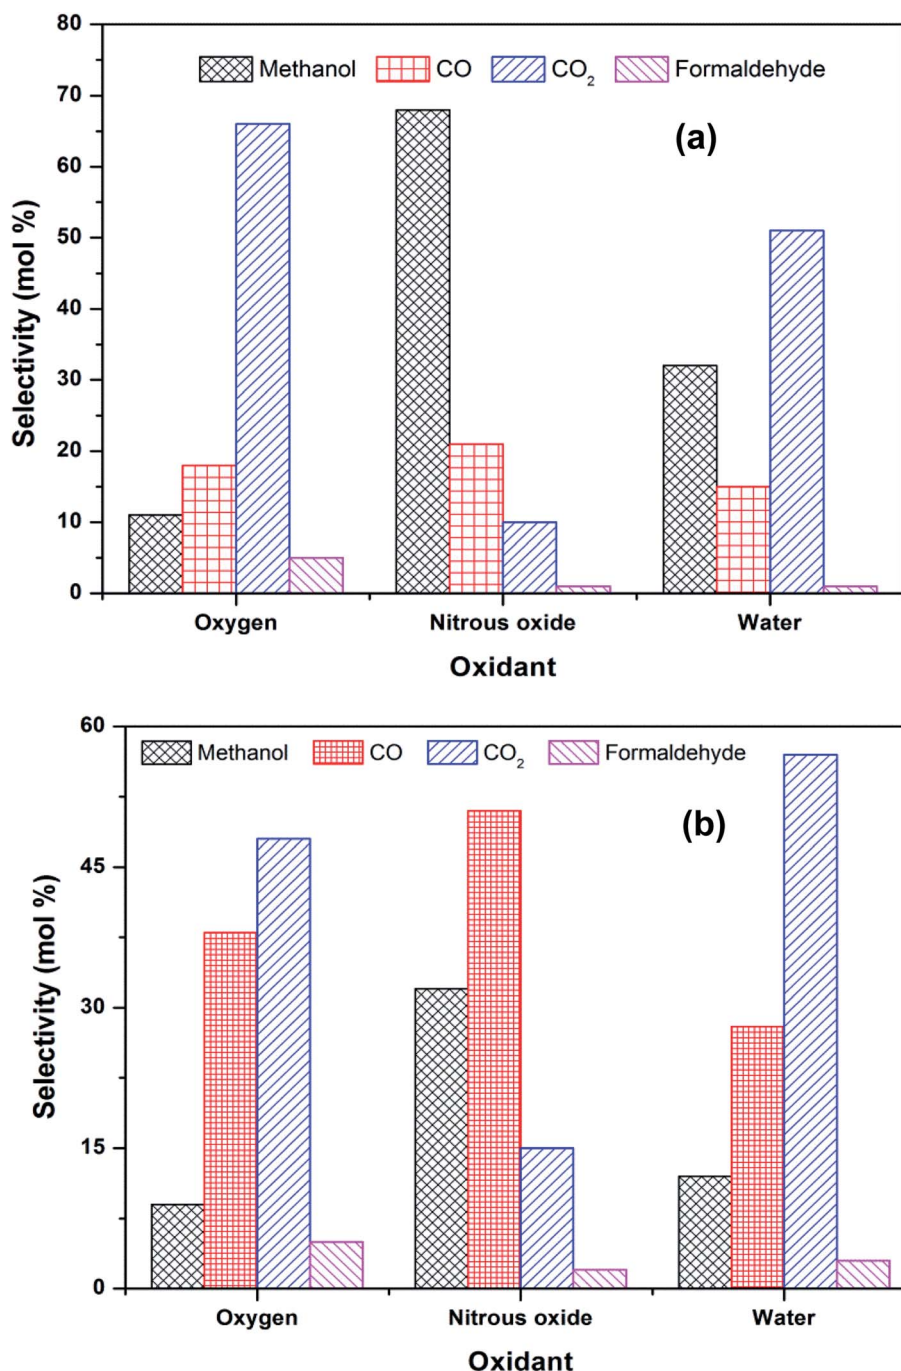 80
Methanol CO CO₂ Formaldehyde
70
(a)
60
50
40
30
20
10
0
Selectivity (mol %)
Oxygen Nitrous oxide Water
Oxidant
60
Methanol CO CO₂ Formaldehyde
(b)
45
30
15
0
Selectivity (mol %)
Oxygen Nitrous oxide Water
Oxidant